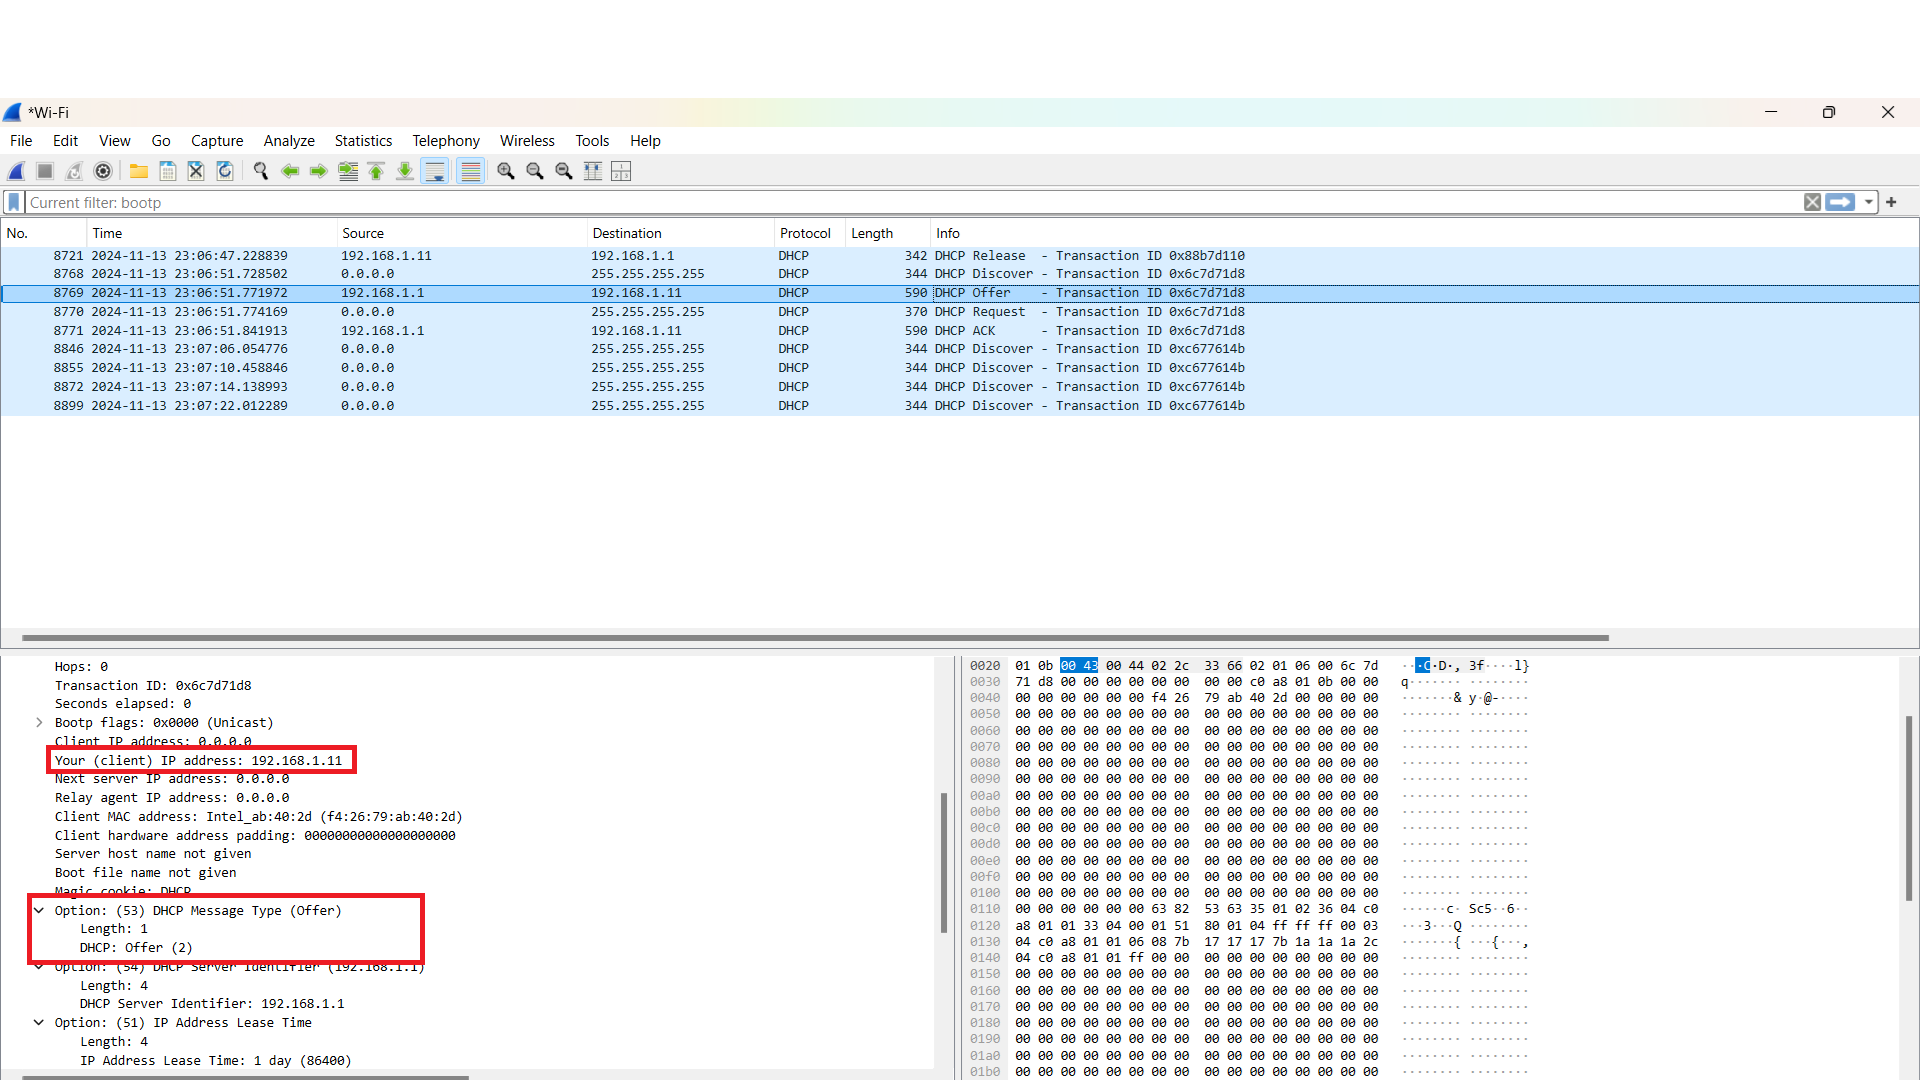 *Wi-Fi
File Edit View Go Capture Analyze Statistics Telephony Wireless Tools Help
Current filter: bootp
No. Time Source Destination Protocol Length Info
8721 2024-11-13 23:06:47.228839 192.168.1.11 192.168.1.1 DHCP 342 DHCP Release - Transaction ID 0x88b7d110
8768 2024-11-13 23:06:51.728502 0.0.0.0 255.255.255.255 DHCP 344 DHCP Discover - Transaction ID 0x6c7d71d8
8769 2024-11-13 23:06:51.771972 192.168.1.1 192.168.1.11 DHCP 590 DHCP Offer - Transaction ID 0x6c7d71d8
8770 2024-11-13 23:06:51.774169 0.0.0.0 255.255.255.255 DHCP 370 DHCP Request - Transaction ID 0x6c7d71d8
8771 2024-11-13 23:06:51.841913 192.168.1.1 192.168.1.11 DHCP 590 DHCP ACK - Transaction ID 0x6c7d71d8
8846 2024-11-13 23:07:06.054776 0.0.0.0 255.255.255.255 DHCP 344 DHCP Discover - Transaction ID 0xc677614b
8855 2024-11-13 23:07:10.458846 0.0.0.0 255.255.255.255 DHCP 344 DHCP Discover - Transaction ID 0xc677614b
8872 2024-11-13 23:07:14.138993 0.0.0.0 255.255.255.255 DHCP 344 DHCP Discover - Transaction ID 0xc677614b
8899 2024-11-13 23:07:22.012289 0.0.0.0 255.255.255.255 DHCP 344 DHCP Discover - Transaction ID 0xc677614b
Hops: 0
Transaction ID: 0x6c7d71d8
Seconds elapsed: 0
Bootp flags: 0x0000 (Unicast)
Client IP address: 0.0.0.0
Your (client) IP address: 192.168.1.11
Next server IP address: 0.0.0.0
Relay agent IP address: 0.0.0.0
Client MAC address: Intel_ab:40:2d (f4:26:79:ab:40:2d)
Client hardware address padding: 00000000000000000000
Server host name not given
Boot file name not given
Magic cookie: DHCP
Option: (53) DHCP Message Type (Offer)
Length: 1
DHCP: Offer (2)
Option: (54) DHCP Server Identifier (192.168.1.1)
Length: 4
DHCP Server Identifier: 192.168.1.1
Option: (51) IP Address Lease Time
Length: 4
IP Address Lease Time: 1 day (86400)
0020 01 0b 00 43 00 44 02 2c 33 66 02 01 06 00 6c 7d ···C·D·, 3f····l}
0030 71 d8 00 00 00 00 00 00 00 00 c0 a8 01 0b 00 00 q······· ········
0040 00 00 00 00 00 00 f4 26 79 ab 40 2d 00 00 00 00 ·······& y·@-····
0050 00 00 00 00 00 00 00 00 00 00 00 00 00 00 00 00 ········ ········
0060 00 00 00 00 00 00 00 00 00 00 00 00 00 00 00 00 ········ ········
0070 00 00 00 00 00 00 00 00 00 00 00 00 00 00 00 00 ········ ········
0080 00 00 00 00 00 00 00 00 00 00 00 00 00 00 00 00 ········ ········
0090 00 00 00 00 00 00 00 00 00 00 00 00 00 00 00 00 ········ ········
00a0 00 00 00 00 00 00 00 00 00 00 00 00 00 00 00 00 ········ ········
00b0 00 00 00 00 00 00 00 00 00 00 00 00 00 00 00 00 ········ ········
00c0 00 00 00 00 00 00 00 00 00 00 00 00 00 00 00 00 ········ ········
00d0 00 00 00 00 00 00 00 00 00 00 00 00 00 00 00 00 ········ ········
00e0 00 00 00 00 00 00 00 00 00 00 00 00 00 00 00 00 ········ ········
00f0 00 00 00 00 00 00 00 00 00 00 00 00 00 00 00 00 ········ ········
0100 00 00 00 00 00 00 00 00 00 00 00 00 00 00 00 00 ········ ········
0110 00 00 00 00 00 00 63 82 53 63 35 01 02 36 04 c0 ······c· Sc5··6··
0120 a8 01 01 33 04 00 01 51 80 01 04 ff ff ff 00 03 ···3···Q ········
0130 04 c0 a8 01 01 06 08 7b 17 17 17 7b 1a 1a 1a 2c ·······{ ···{···,
0140 04 c0 a8 01 01 ff 00 00 00 00 00 00 00 00 00 00 ········ ········
0150 00 00 00 00 00 00 00 00 00 00 00 00 00 00 00 00 ········ ········
0160 00 00 00 00 00 00 00 00 00 00 00 00 00 00 00 00 ········ ········
0170 00 00 00 00 00 00 00 00 00 00 00 00 00 00 00 00 ········ ········
0180 00 00 00 00 00 00 00 00 00 00 00 00 00 00 00 00 ········ ········
0190 00 00 00 00 00 00 00 00 00 00 00 00 00 00 00 00 ········ ········
01a0 00 00 00 00 00 00 00 00 00 00 00 00 00 00 00 00 ········ ········
01b0 00 00 00 00 00 00 00 00 00 00 00 00 00 00 00 00 ········ ········